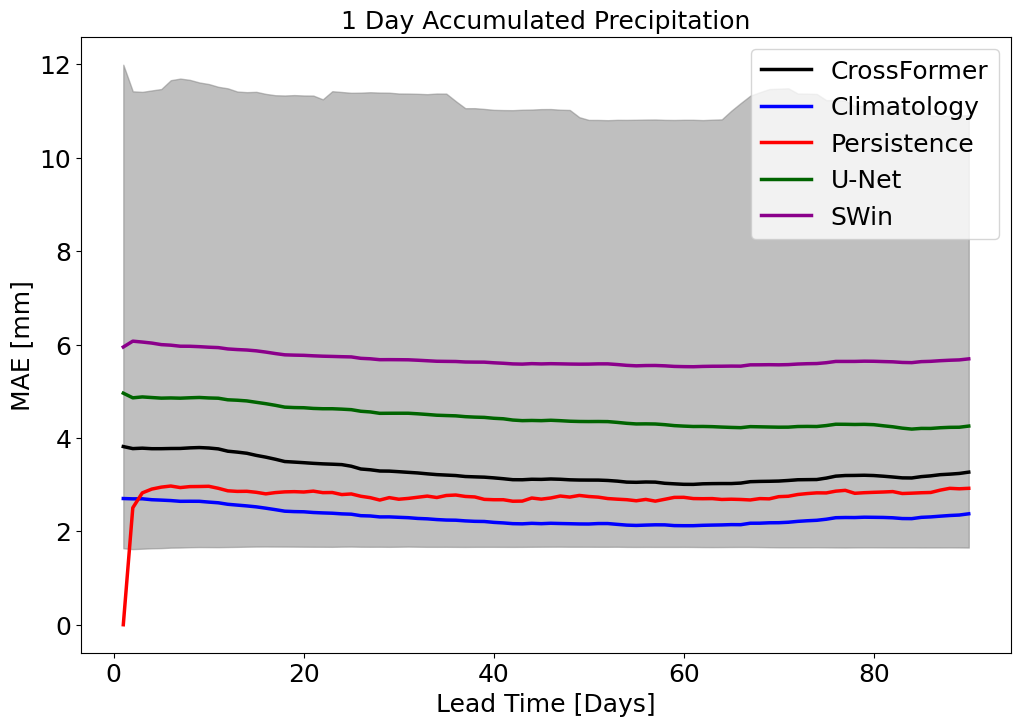 1 Day Accumulated Precipitation
12
10
8
6
4
2
0
MAE [mm]
CrossFormer
Climatology
Persistence
U-Net
SWin
0 20 40 60 80
Lead Time [Days]